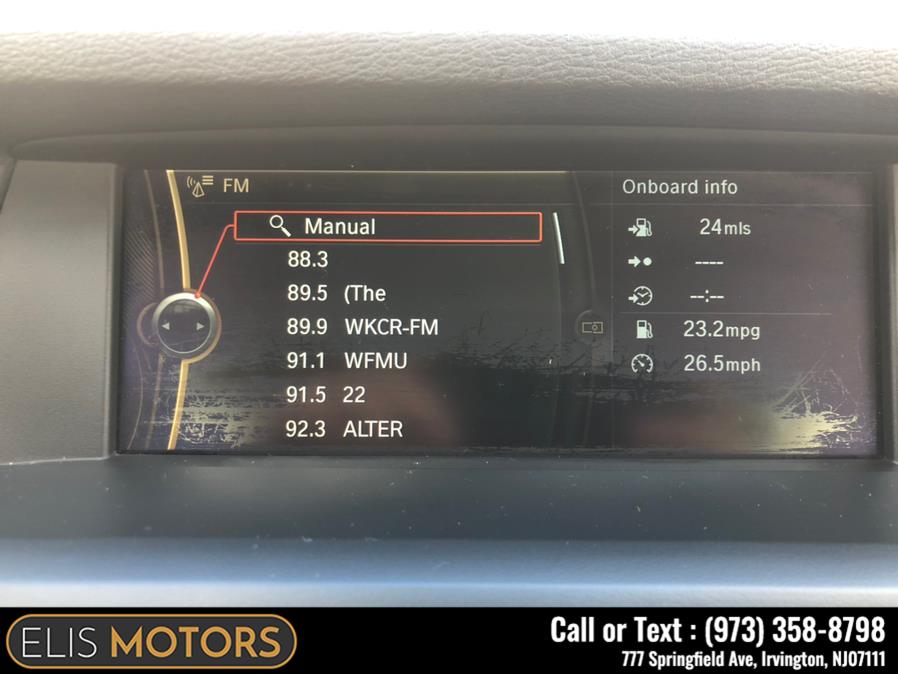 FM
Manual
88.3
89.5 (The
89.9 WKCR-FM
91.1 WFMU
91.5 22
92.3 ALTER
Onboard info
24mls
----
--:--
23.2mpg
26.5mph
ELIS MOTORS
Call or Text : (973) 358-8798
777 Springfield Ave, Irvington, NJ07111